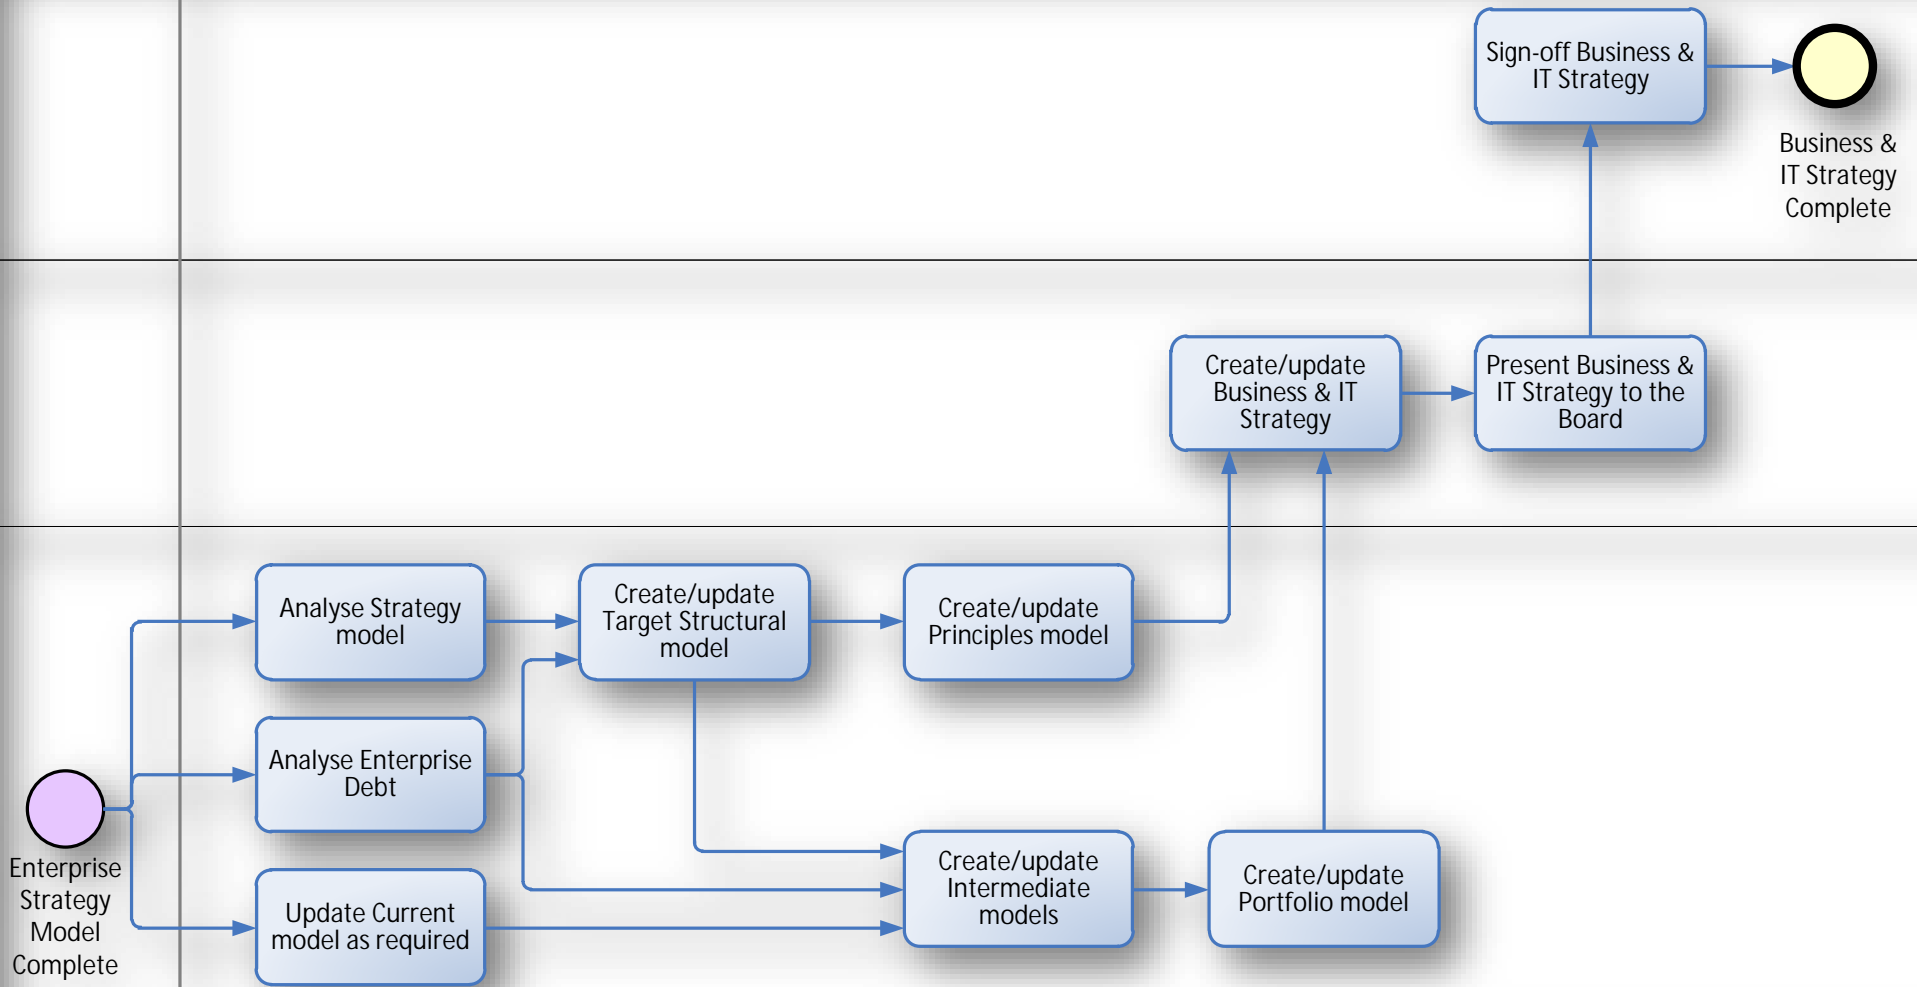 Sign-off Business &
IT Strategy
Business &
IT Strategy
Complete
Create/update
Business & IT
Strategy
Present Business &
IT Strategy to the
Board
Analyse Strategy
model
Create/update
Target Structural
model
Create/update
Principles model
Analyse Enterprise
Debt
Enterprise
Strategy
Model
Complete
Update Current
model as required
Create/update
Intermediate
models
Create/update
Portfolio model